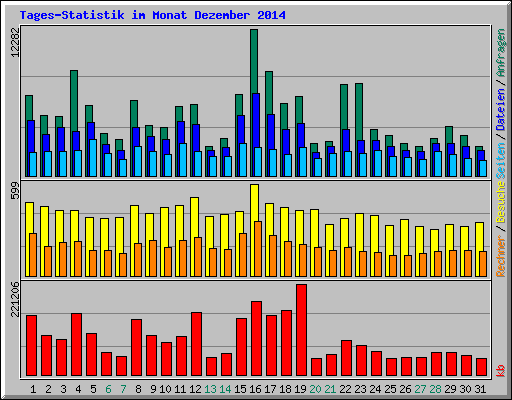 Tages-Statistik im Monat Dezember 2014
12282
599
221206
Rechner / Besuche Seiten / Dateien / Anfragen
kb
1 2 3 4 5 6 7 8 9 10 11 12 13 14 15 16 17 18 19 20 21 22 23 24 25 26 27 28 29 30 31